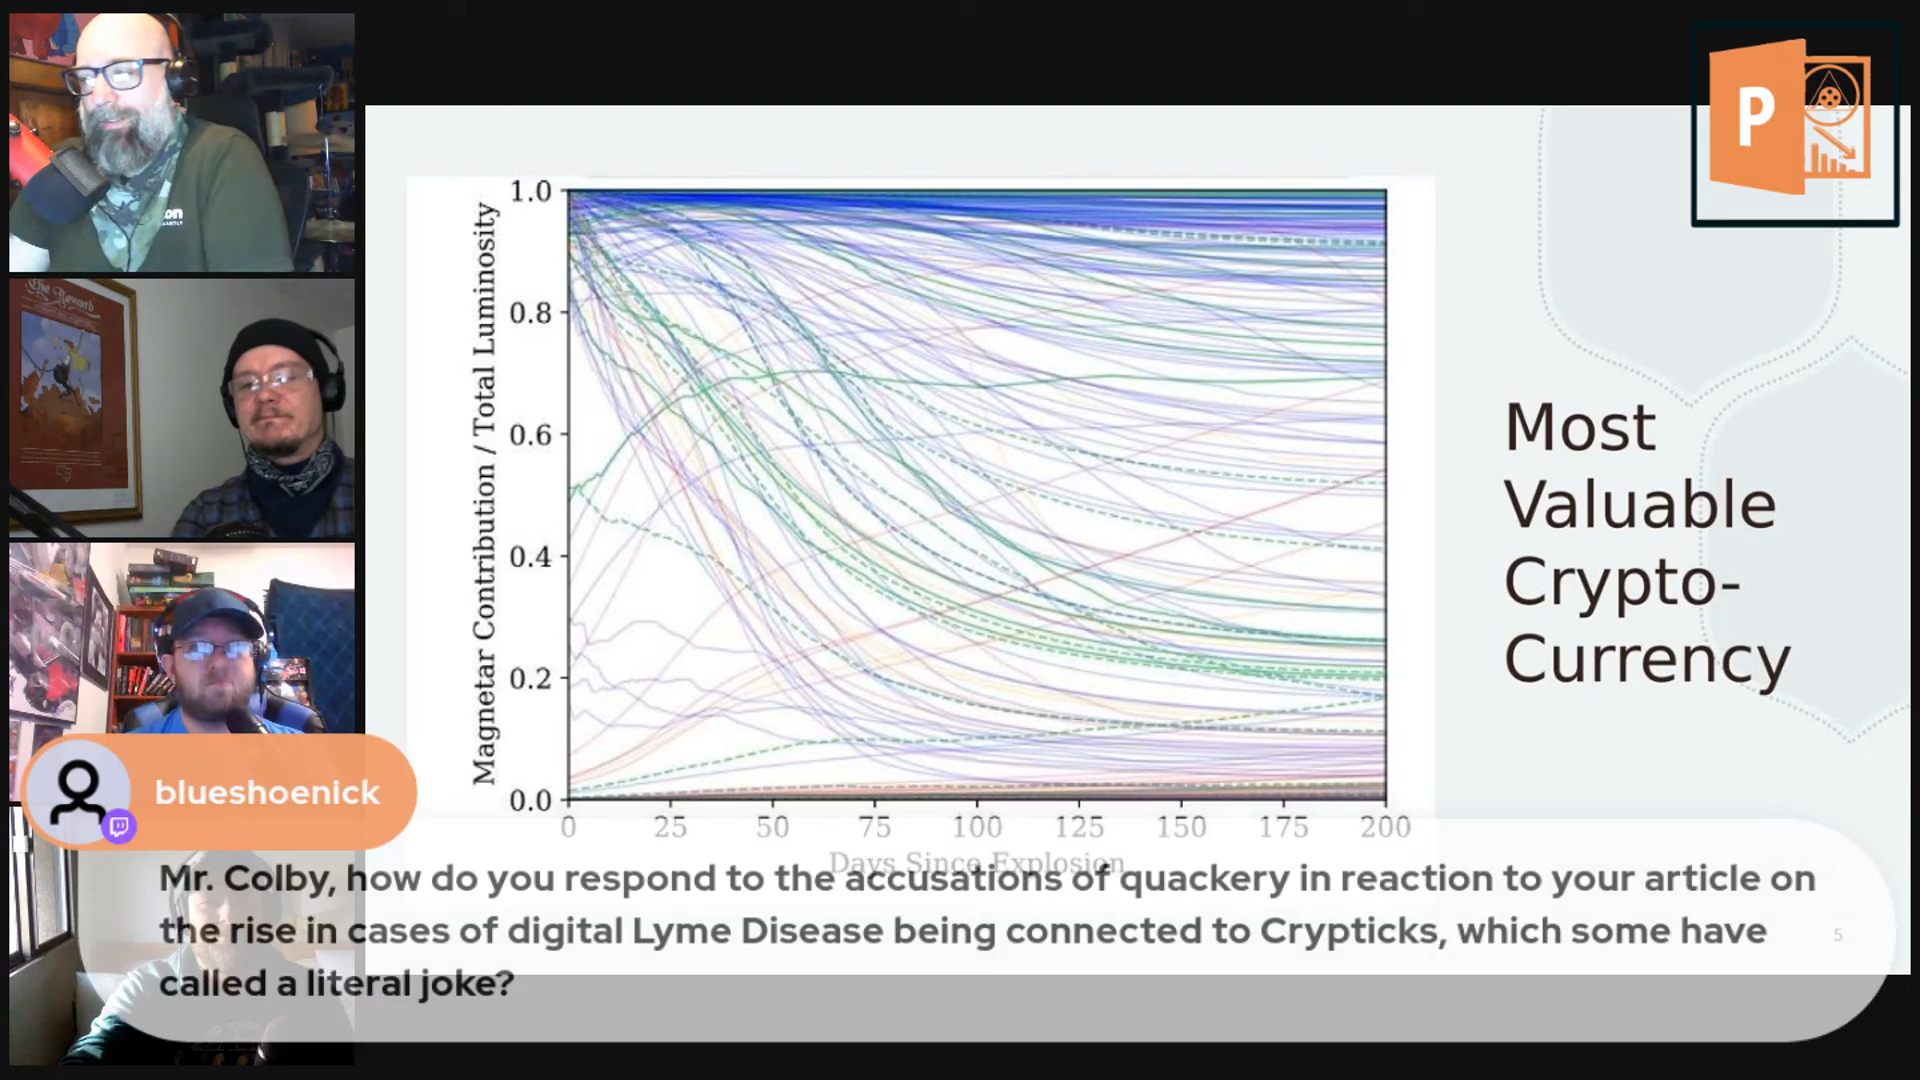 The Reward
on
P
Most
Valuable
Crypto-
Currency
Magnetar Contribution / Total Luminosity
1.0
0.8
0.6
0.4
0.2
0.0
0 25 50 75 100 125 150 175 200
Days Since Explosion
blueshoenick
Mr. Colby, how do you respond to the accusations of quackery in reaction to your article on
the rise in cases of digital Lyme Disease being connected to Crypticks, which some have
called a literal joke?
5